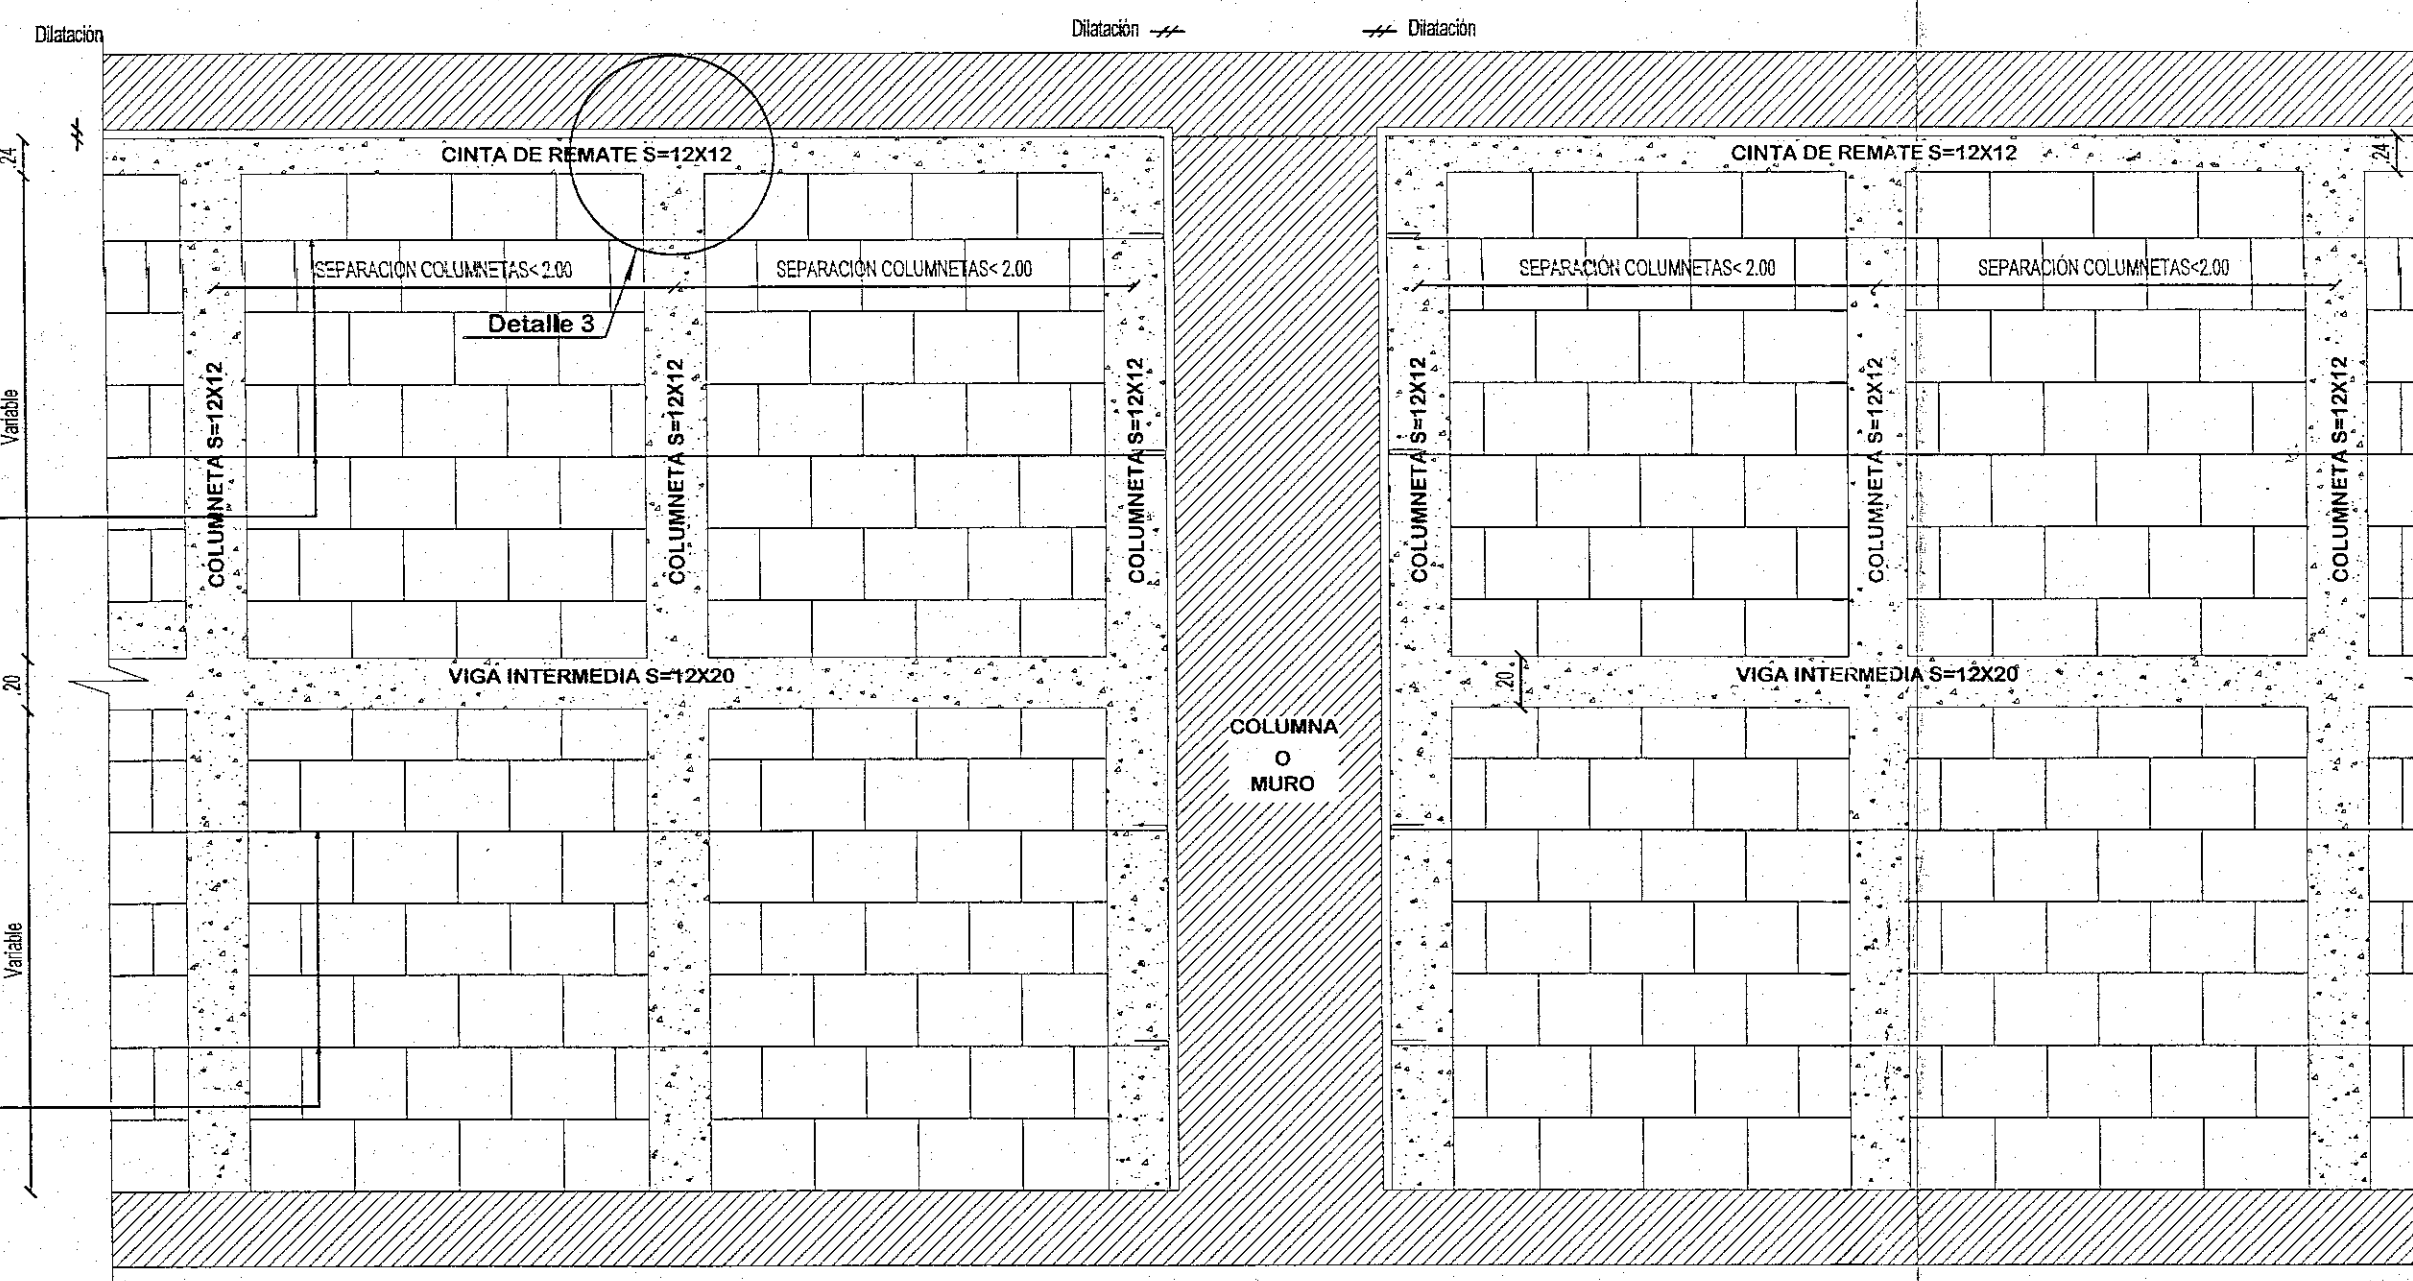 Dilatación
Dilatación
Dilatación
.24
CINTA DE REMATE S=12X12
CINTA DE REMATE S=12X12
.24
SEPARACIÓN COLUMNETAS< 2.00
SEPARACIÓN COLUMNETAS< 2.00
SEPARACIÓN COLUMNETAS< 2.00
SEPARACIÓN COLUMNETAS<2.00
Detalle 3
Variable
COLUMNETA S=12X12
COLUMNETA S=12X12
COLUMNETA S=12X12
COLUMNETA S=12X12
COLUMNETA S=12X12
COLUMNETA S=12X12
.20
VIGA INTERMEDIA S=12X20
.20
VIGA INTERMEDIA S=12X20
COLUMNA
O
MURO
Variable